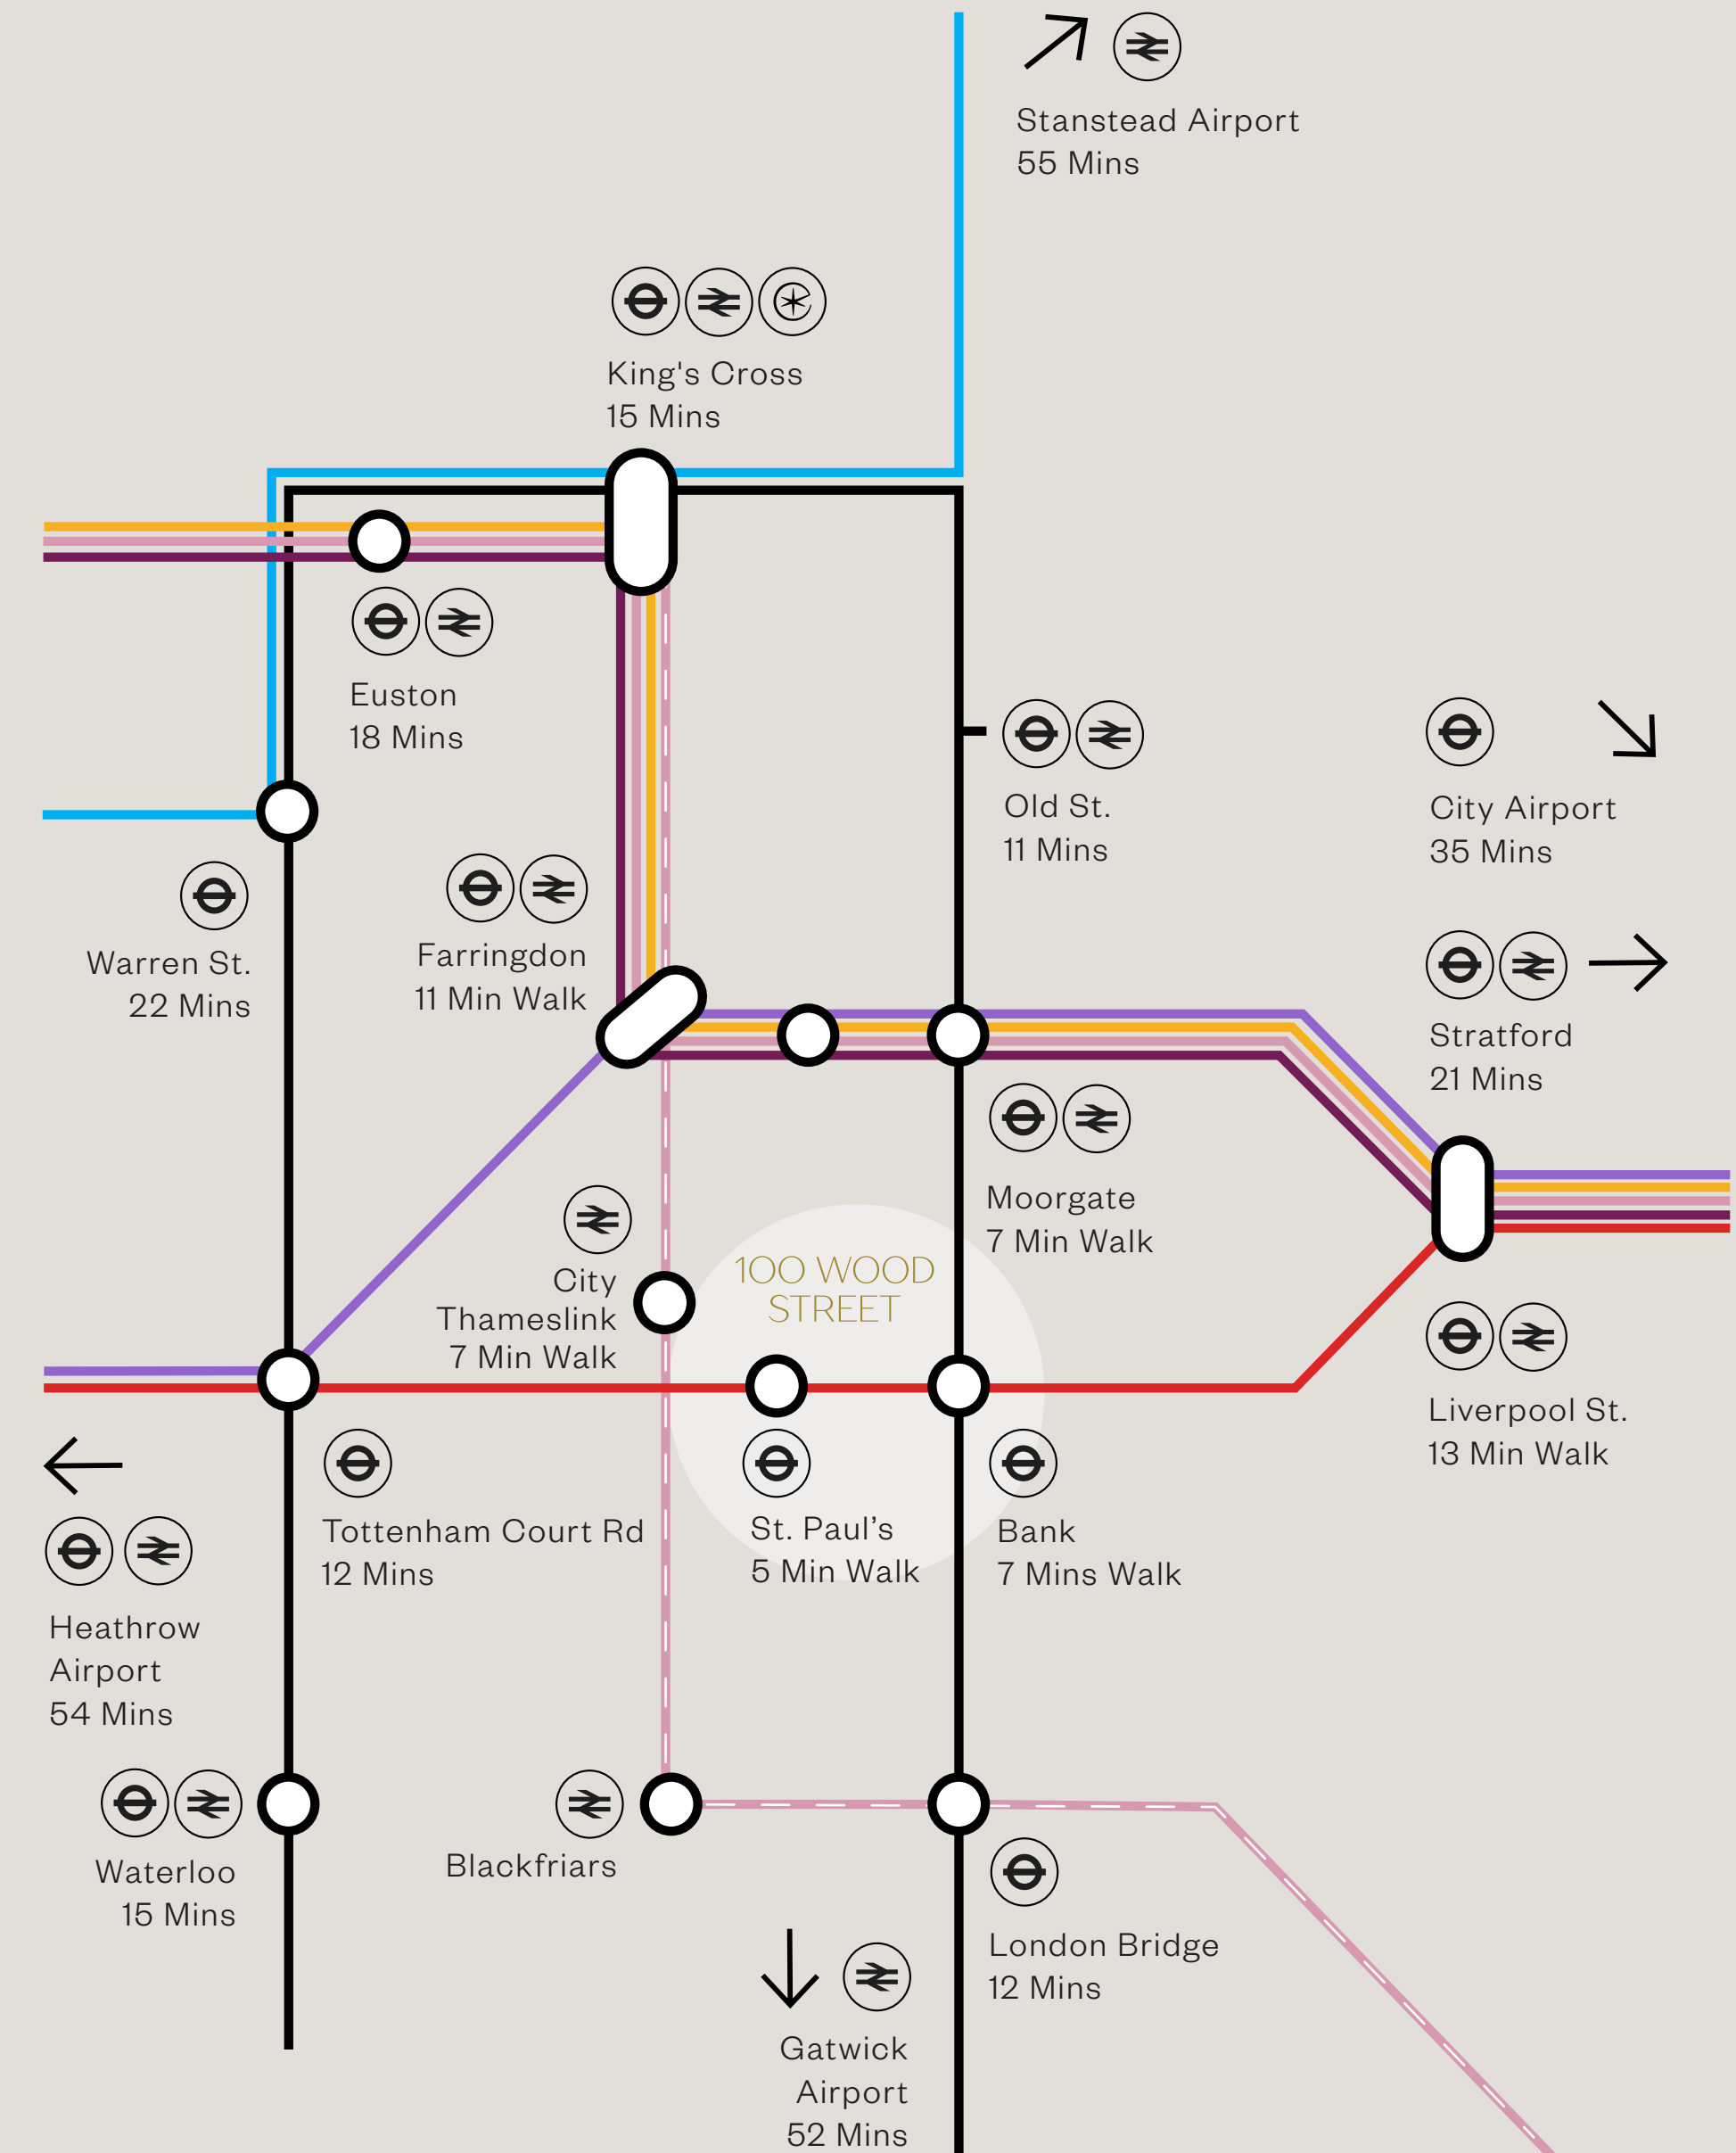 Stanstead Airport
55 Mins
King's Cross
15 Mins
Euston
18 Mins
Old St.
11 Mins
City Airport
35 Mins
Warren St.
22 Mins
Farringdon
11 Min Walk
Stratford
21 Mins
Moorgate
7 Min Walk
100 WOOD
STREET
City
Thameslink
7 Min Walk
Liverpool St.
13 Min Walk
Tottenham Court Rd
12 Mins
St. Paul’s
5 Min Walk
Bank
7 Mins Walk
Heathrow
Airport
54 Mins
Waterloo
15 Mins
Blackfriars
London Bridge
12 Mins
Gatwick
Airport
52 Mins